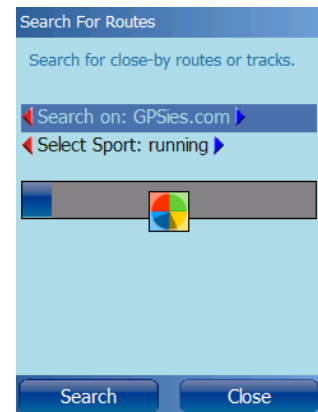 Search For Routes
Search for close-by routes or tracks.
Search on: GPSies.com
Select Sport: running
Search Close